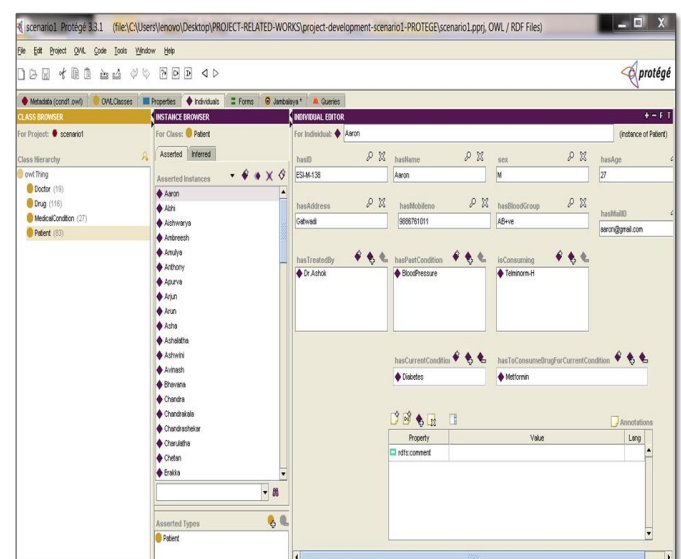 scenario1 Protégé 3.3.1 (file:\C:\Users\lenovo\Desktop\PROJECT-RELATED-WORKS\project-development-scenario1-PROTEGE\scenario1.pprj, OWL / RDF Files)
File Edit Project OWL Code Tools Window Help
protégé
Metadata (cond1.owl) OWLClasses Properties Individuals Forms Jambalaya * Queries
CLASS BROWSER
For Project: scenario1
Class Hierarchy
owl:Thing
Doctor (19)
Drug (116)
MedicalCondition (27)
Patient (83)
INSTANCE BROWSER
For Class: Patient
Asserted Inferred
Asserted Instances
Aaron
Abhi
Aishwarya
Ambreesh
Amulya
Anthony
Apurva
Arjun
Arun
Asha
Ashalatha
Ashwini
Avinash
Bhavana
Chandra
Chandrakala
Chandrashekar
Charulatha
Chetan
Erakka
Asserted Types
Patient
INDIVIDUAL EDITOR + - F T
For Individual: Aaron (instance of Patient)
hasID hasName sex hasAge
ESI-M-138 Aaron M 27
hasAddress hasMobileno hasBloodGroup hasMailID
Gabwadi 9886761011 AB+ve aaron@gmail.com
hasTreatedBy hasPastCondition isConsuming
Dr.Ashok BloodPressure Telminorm-H
hasCurrentCondition hasToConsumeDrugForCurrentCondition
Diabetes Metformin
Annotations
Property Value Lang
rdfs:comment